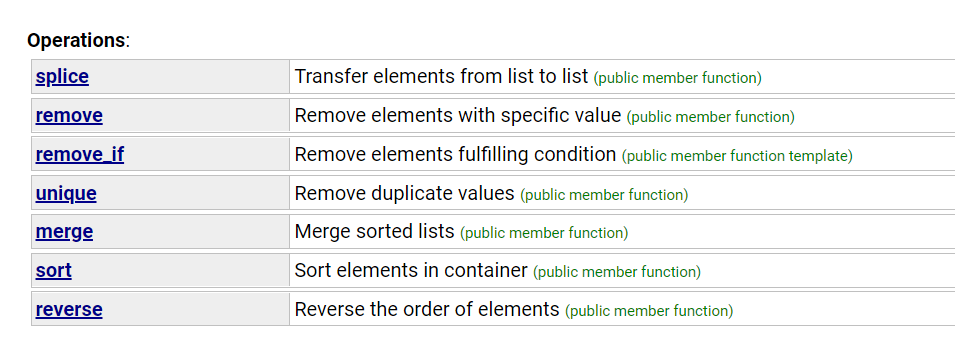 Operations:
splice Transfer elements from list to list (public member function)
remove Remove elements with specific value (public member function)
remove_if Remove elements fulfilling condition (public member function template)
unique Remove duplicate values (public member function)
merge Merge sorted lists (public member function)
sort Sort elements in container (public member function)
reverse Reverse the order of elements (public member function)